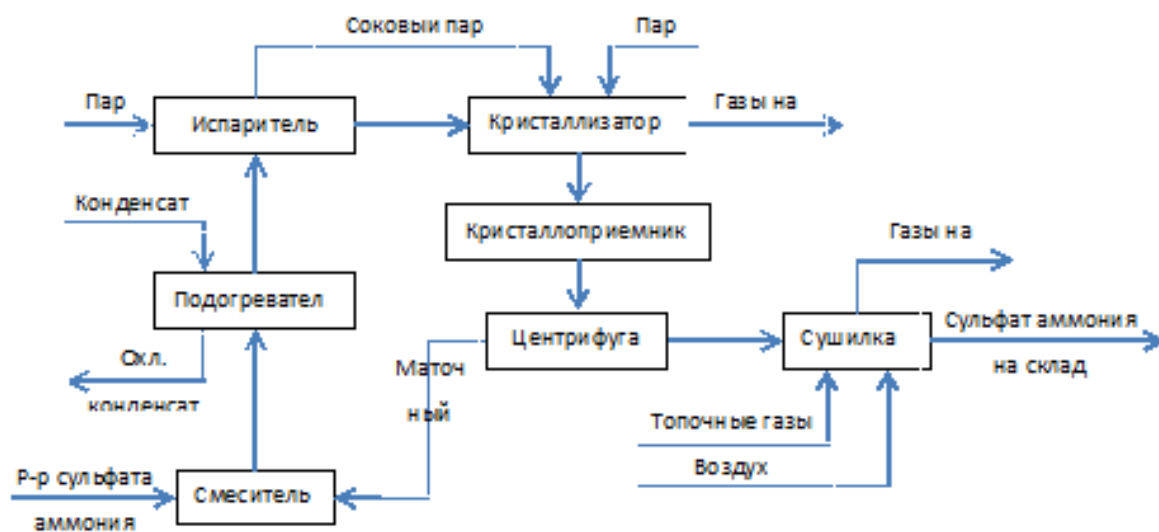 Соковый пар
Пар
Пар
Испаритель
Кристаллизатор
Газы на
Конденсат
Кристаллоприемник
Газы на
Подогревател
Центрифуга
Сушилка
Сульфат аммония
на склад
Охл.
конденсат
Маточ
ный
Топочные газы
Воздух
Р-р сульфата
аммония
Смеситель